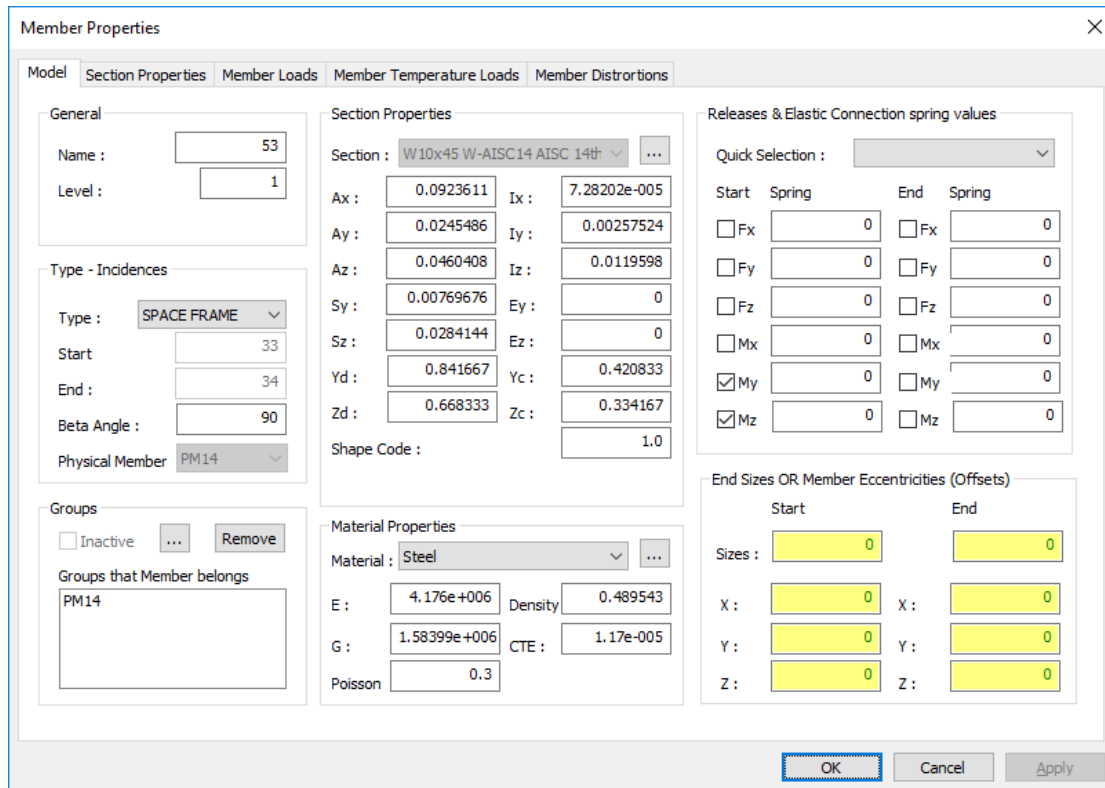 Member Properties
Model Section Properties Member Loads Member Temperature Loads Member Distrortions
General
Name : 53
Level : 1
Type - Incidences
Type : SPACE FRAME
Start 33
End : 34
Beta Angle : 90
Physical Member PM14
Groups
Inactive ... Remove
Groups that Member belongs
PM14
Section Properties
Section : W10x45 W-AISC14 AISC 14th ...
Ax : 0.0923611 Ix : 7.28202e-005
Ay : 0.0245486 Iy : 0.00257524
Az : 0.0460408 Iz : 0.0119598
Sy : 0.00769676 Ey : 0
Sz : 0.0284144 Ez : 0
Yd : 0.841667 Yc : 0.420833
Zd : 0.668333 Zc : 0.334167
Shape Code : 1.0
Material Properties
Material : Steel ...
E : 4.176e+006 Density 0.489543
G : 1.58399e+006 CTE : 1.17e-005
Poisson 0.3
Releases & Elastic Connection spring values
Quick Selection :
Start Spring End Spring
Fx 0 Fx 0
Fy 0 Fy 0
Fz 0 Fz 0
Mx 0 Mx 0
My 0 My 0
Mz 0 Mz 0
End Sizes OR Member Eccentricities (Offsets)
Start End
Sizes : 0 0
X : 0 X : 0
Y : 0 Y : 0
Z : 0 Z : 0
OK Cancel Apply